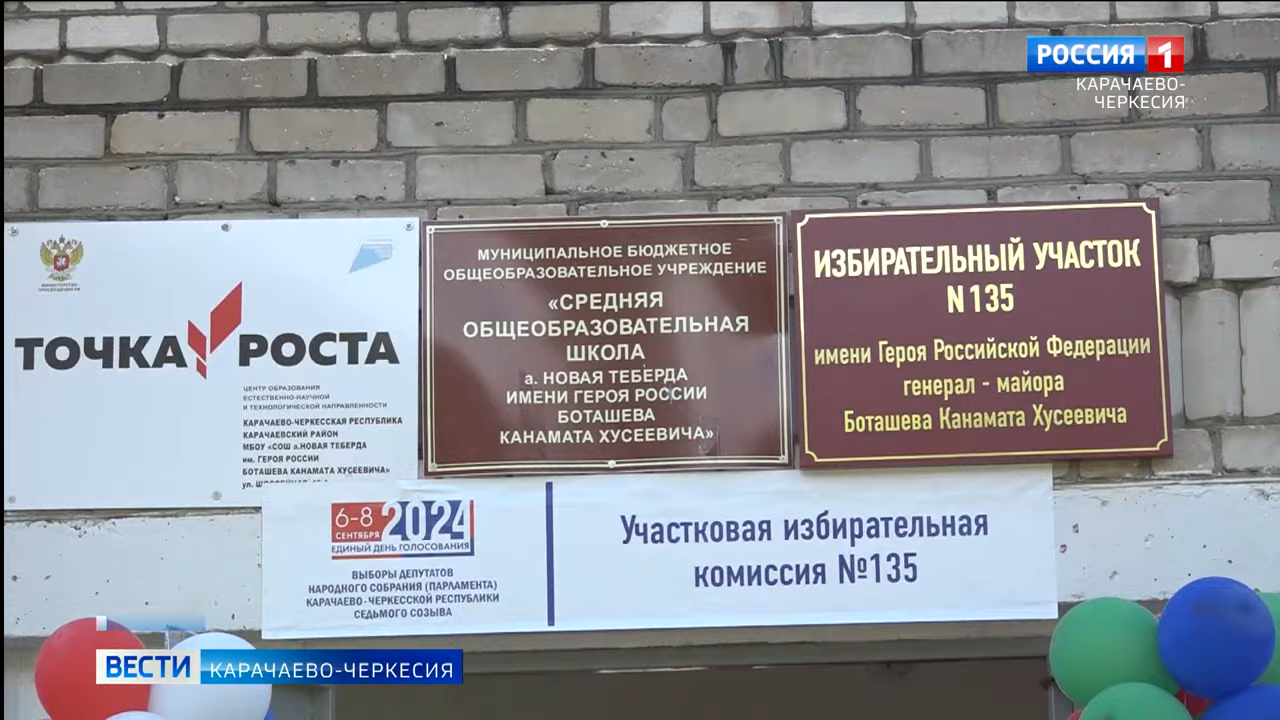 РОССИЯ 1
КАРАЧАЕВО-
ЧЕРКЕСИЯ
МИНИСТЕРСТВО
ПРОСВЕЩЕНИЯ РФ
ТОЧКА РОСТА
ЦЕНТР ОБРАЗОВАНИЯ
ЕСТЕСТВЕННО-НАУЧНОЙ
И ТЕХНОЛОГИЧЕСКОЙ НАПРАВЛЕННОСТИ
КАРАЧАЕВО-ЧЕРКЕССКАЯ РЕСПУБЛИКА
КАРАЧАЕВСКИЙ РАЙОН
МБОУ «СОШ а.НОВАЯ ТЕБЕРДА
им. ГЕРОЯ РОССИИ
БОТАШЕВА КАНАМАТА ХУСЕЕВИЧА»
ул.
МУНИЦИПАЛЬНОЕ БЮДЖЕТНОЕ
ОБЩЕОБРАЗОВАТЕЛЬНОЕ УЧРЕЖДЕНИЕ
«СРЕДНЯЯ
ОБЩЕОБРАЗОВАТЕЛЬНАЯ
ШКОЛА
а. НОВАЯ ТЕБЕРДА
ИМЕНИ ГЕРОЯ РОССИИ
БОТАШЕВА
КАНАМАТА ХУСЕЕВИЧА»
ИЗБИРАТЕЛЬНЫЙ УЧАСТОК
N 135
имени Героя Российской Федерации
генерал - майора
Боташева Канамата Хусеевича
6-8 2024
СЕНТЯБРЯ
ЕДИНЫЙ ДЕНЬ ГОЛОСОВАНИЯ
ВЫБОРЫ ДЕПУТАТОВ
НАРОДНОГО СОБРАНИЯ (ПАРЛАМЕНТА)
КАРАЧАЕВО-ЧЕРКЕССКОЙ РЕСПУБЛИКИ
СЕДЬМОГО СОЗЫВА
Участковая избирательная
комиссия №135
ВЕСТИ КАРАЧАЕВО-ЧЕРКЕСИЯ